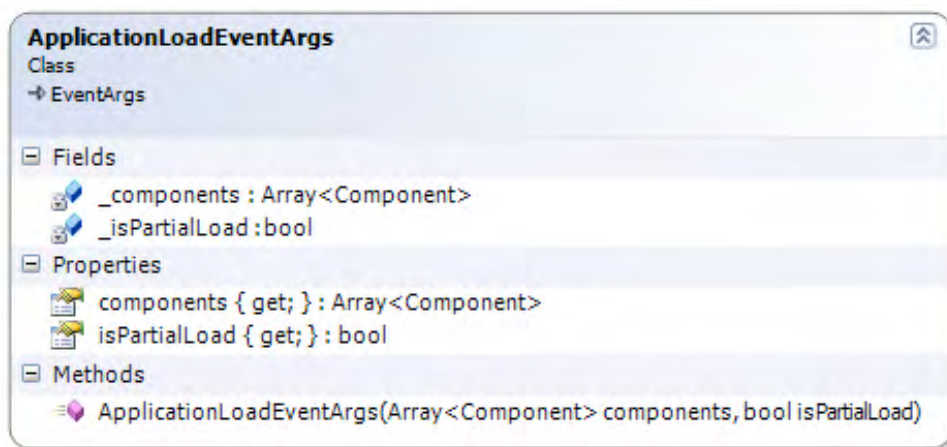 ApplicationLoadEventArgs
Class
EventArgs
Fields
_components : Array<Component>
_isPartialLoad :bool
Properties
components { get; } : Array<Component>
isPartialLoad { get; } : bool
Methods
ApplicationLoadEventArgs(Array<Component> components, bool isPartialLoad)